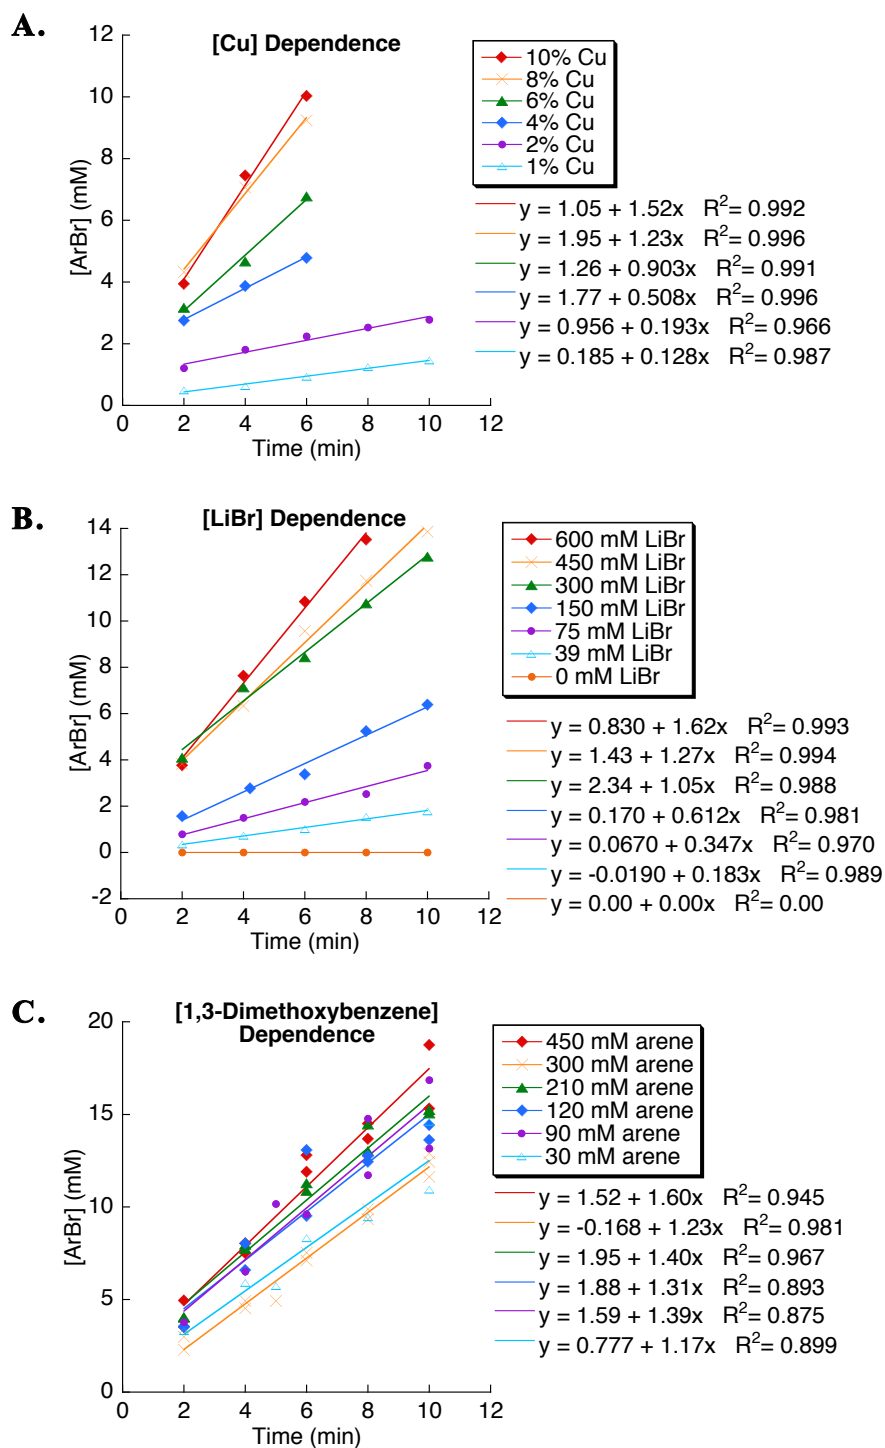 A.
[Cu] Dependence
12
10
8
6
4
2
0
[ArBr] (mM)
0 2 4 6 8 10 12
Time (min)
10% Cu
8% Cu
6% Cu
4% Cu
2% Cu
1% Cu
y = 1.05 + 1.52x R²= 0.992
y = 1.95 + 1.23x R²= 0.996
y = 1.26 + 0.903x R²= 0.991
y = 1.77 + 0.508x R²= 0.996
y = 0.956 + 0.193x R²= 0.966
y = 0.185 + 0.128x R²= 0.987
B.
[LiBr] Dependence
14
12
10
8
6
4
2
0
-2
[ArBr] (mM)
0 2 4 6 8 10 12
Time (min)
600 mM LiBr
450 mM LiBr
300 mM LiBr
150 mM LiBr
75 mM LiBr
39 mM LiBr
0 mM LiBr
y = 0.830 + 1.62x R²= 0.993
y = 1.43 + 1.27x R²= 0.994
y = 2.34 + 1.05x R²= 0.988
y = 0.170 + 0.612x R²= 0.981
y = 0.0670 + 0.347x R²= 0.970
y = -0.0190 + 0.183x R²= 0.989
y = 0.00 + 0.00x R²= 0.00
C.
[1,3-Dimethoxybenzene]
Dependence
20
15
10
5
0
[ArBr] (mM)
0 2 4 6 8 10 12
Time (min)
450 mM arene
300 mM arene
210 mM arene
120 mM arene
90 mM arene
30 mM arene
y = 1.52 + 1.60x R²= 0.945
y = -0.168 + 1.23x R²= 0.981
y = 1.95 + 1.40x R²= 0.967
y = 1.88 + 1.31x R²= 0.893
y = 1.59 + 1.39x R²= 0.875
y = 0.777 + 1.17x R²= 0.899